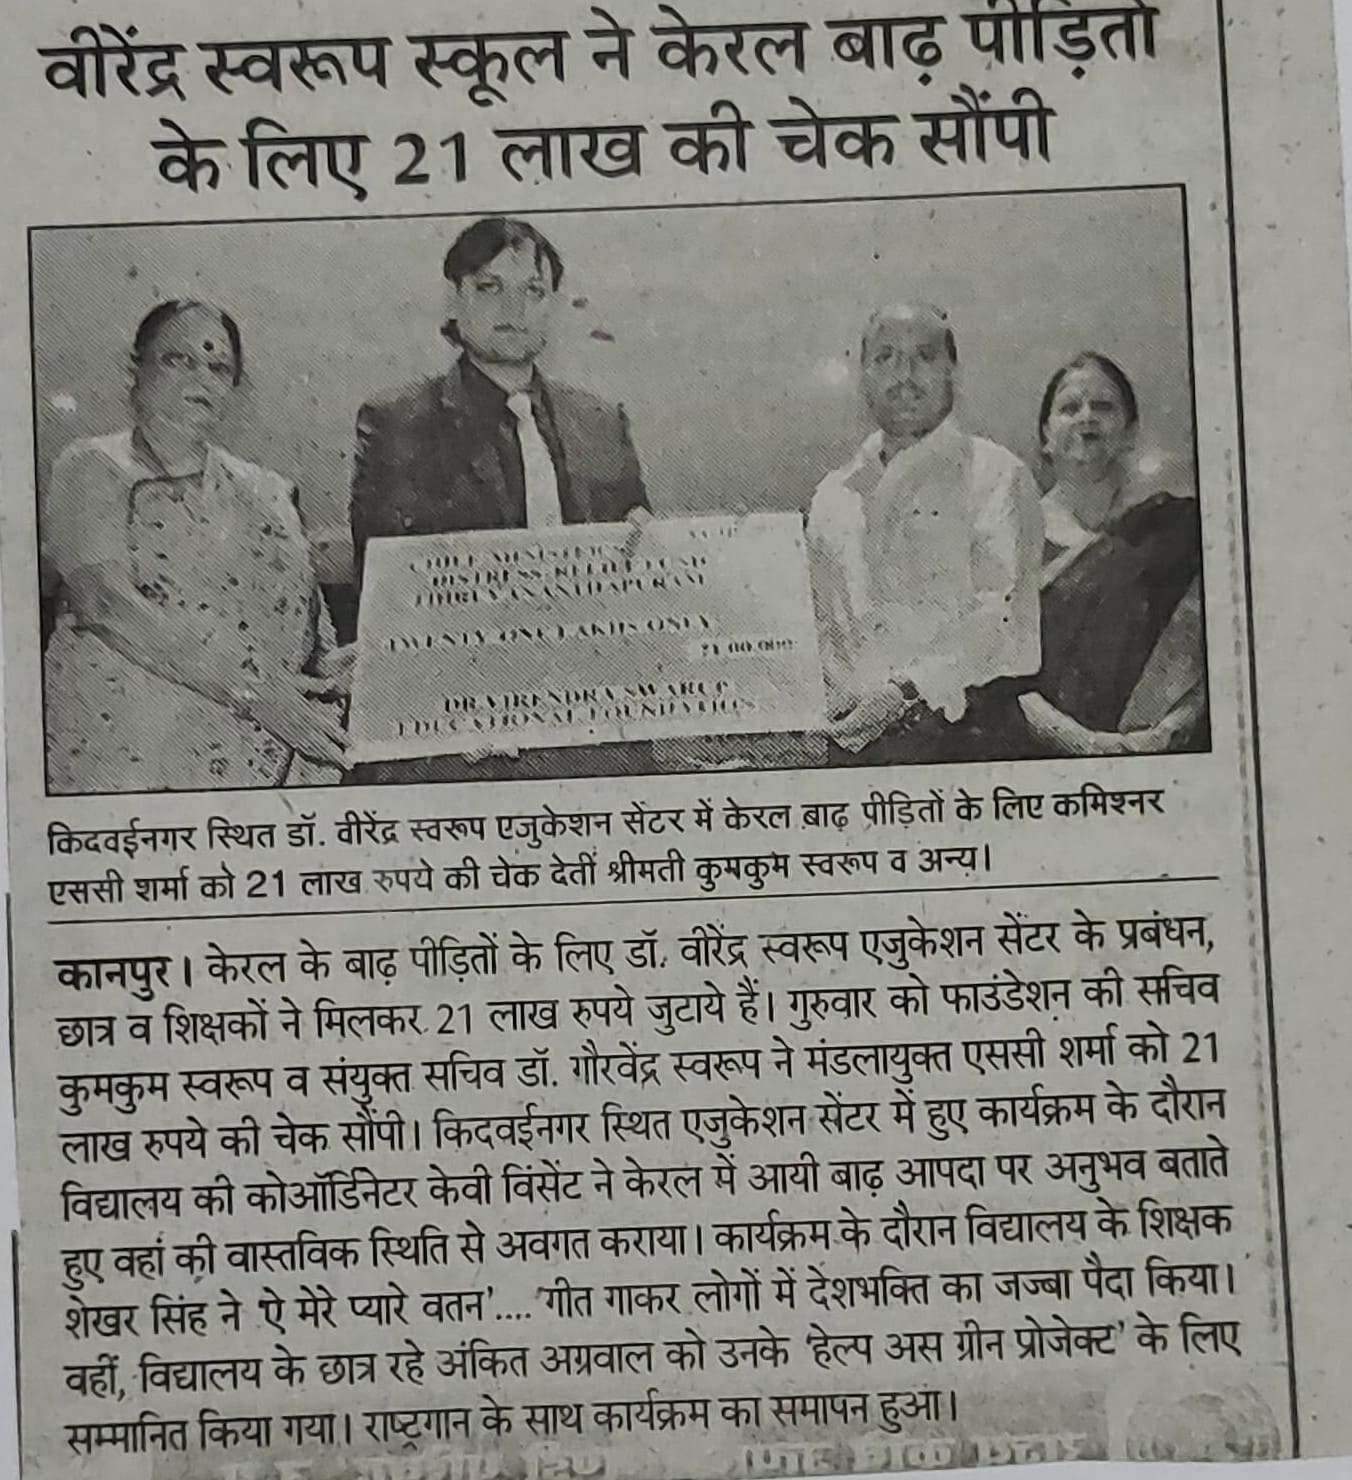 वीरेंद्र स्वरूप स्कूल ने केरल बाढ़ पीड़ितों
के लिए 21 लाख की चेक सौंपी
CHIEF MINISTER'S
DISTRESS RELIEF FUND
THIRUVANANTHAPURAM
TWENTY ONE LAKHS ONLY
21,00,000
DR VIRENDRA SWARUP
EDUCATIONAL FOUNDATION
किदवईनगर स्थित डॉ. वीरेंद्र स्वरूप एजुकेशन सेंटर में केरल बाढ़ पीड़ितों के लिए कमिश्नर
एससी शर्मा को 21 लाख रुपये की चेक देतीं श्रीमती कुमकुम स्वरूप व अन्य।
कानपुर। केरल के बाढ़ पीड़ितों के लिए डॉ. वीरेंद्र स्वरूप एजुकेशन सेंटर के प्रबंधन,
छात्र व शिक्षकों ने मिलकर 21 लाख रुपये जुटाये हैं। गुरुवार को फाउंडेशन की सचिव
कुमकुम स्वरूप व संयुक्त सचिव डॉ. गौरवेंद्र स्वरूप ने मंडलायुक्त एससी शर्मा को 21
लाख रुपये की चेक सौंपी। किदवईनगर स्थित एजुकेशन सेंटर में हुए कार्यक्रम के दौरान
विद्यालय की कोऑर्डिनेटर केवी विंसेंट ने केरल में आयी बाढ़ आपदा पर अनुभव बताते
हुए वहां की वास्तविक स्थिति से अवगत कराया। कार्यक्रम के दौरान विद्यालय के शिक्षक
शेखर सिंह ने 'ऐ मेरे प्यारे वतन'.... गीत गाकर लोगों में देशभक्ति का जज्बा पैदा किया।
वहीं, विद्यालय के छात्र रहे अंकित अग्रवाल को उनके 'हेल्प अस ग्रीन प्रोजेक्ट' के लिए
सम्मानित किया गया। राष्ट्रगान के साथ कार्यक्रम का समापन हुआ।